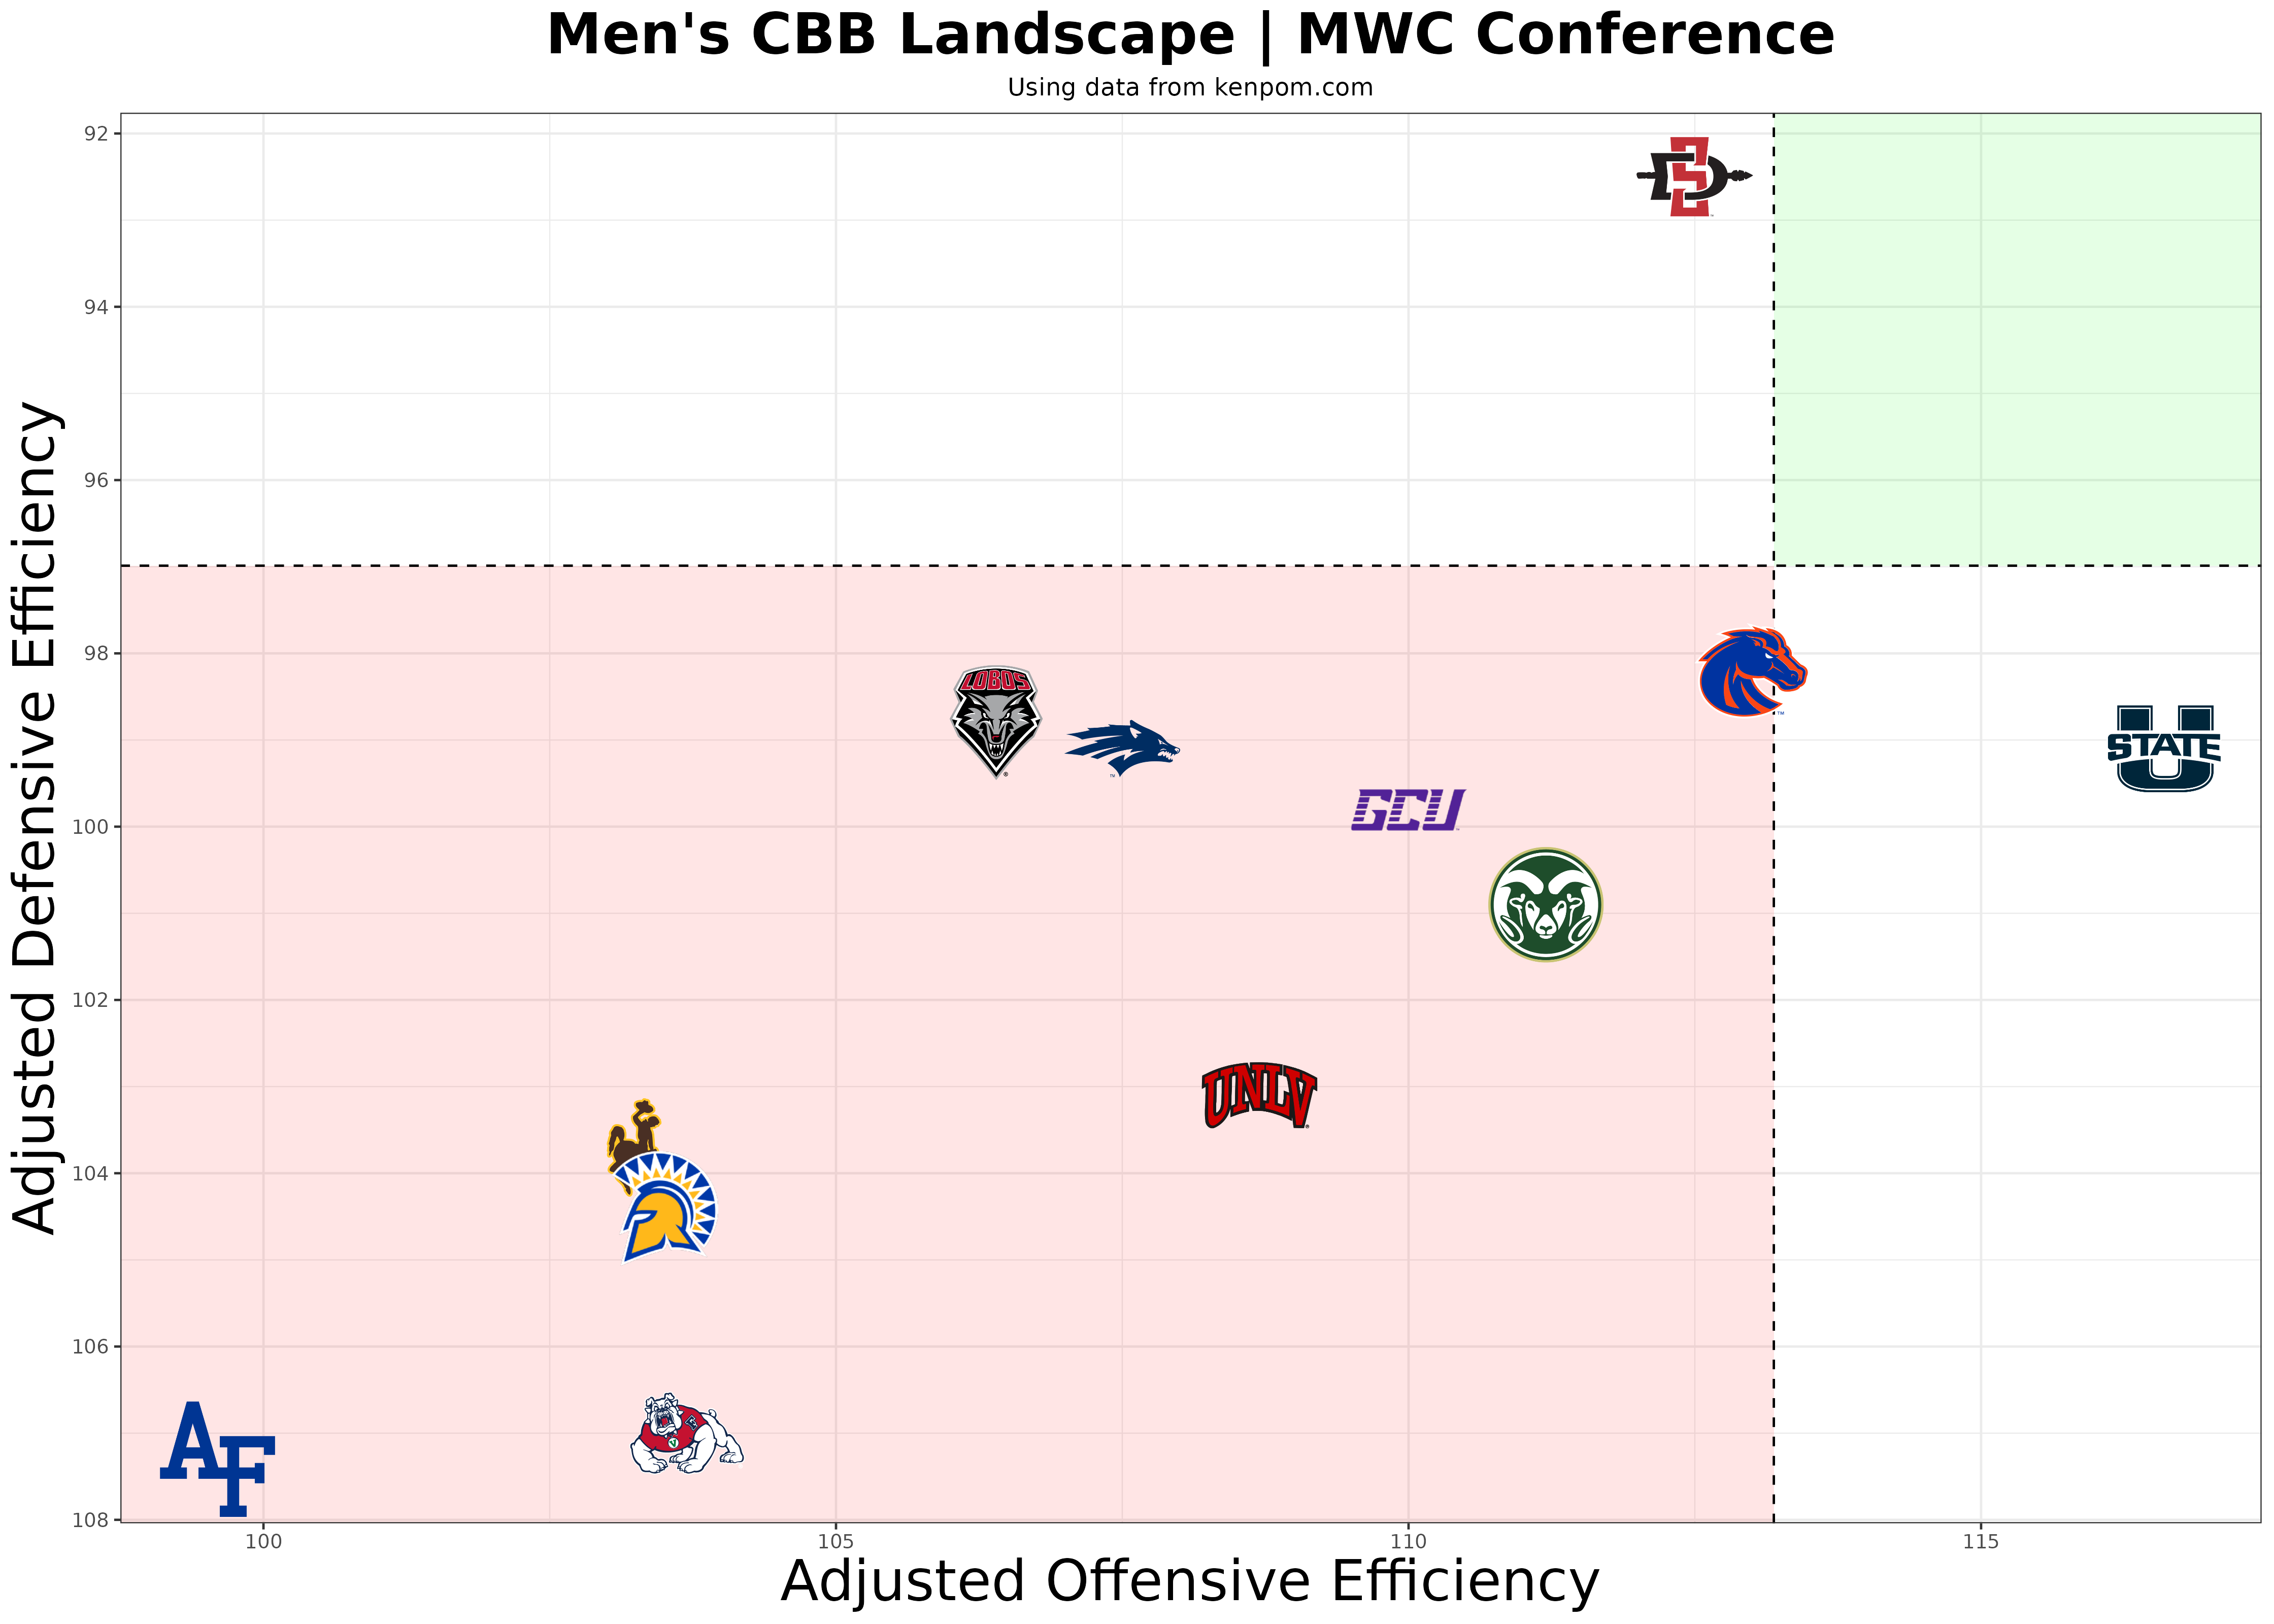 Men's CBB Landscape | MWC Conference
Using data from kenpom.com
Adjusted Defensive Efficiency
92
94
96
98
100
102
104
106
108
SD
LOBOS
STATE
U
GCU
UNLV
AF
100
105
110
115
Adjusted Offensive Efficiency